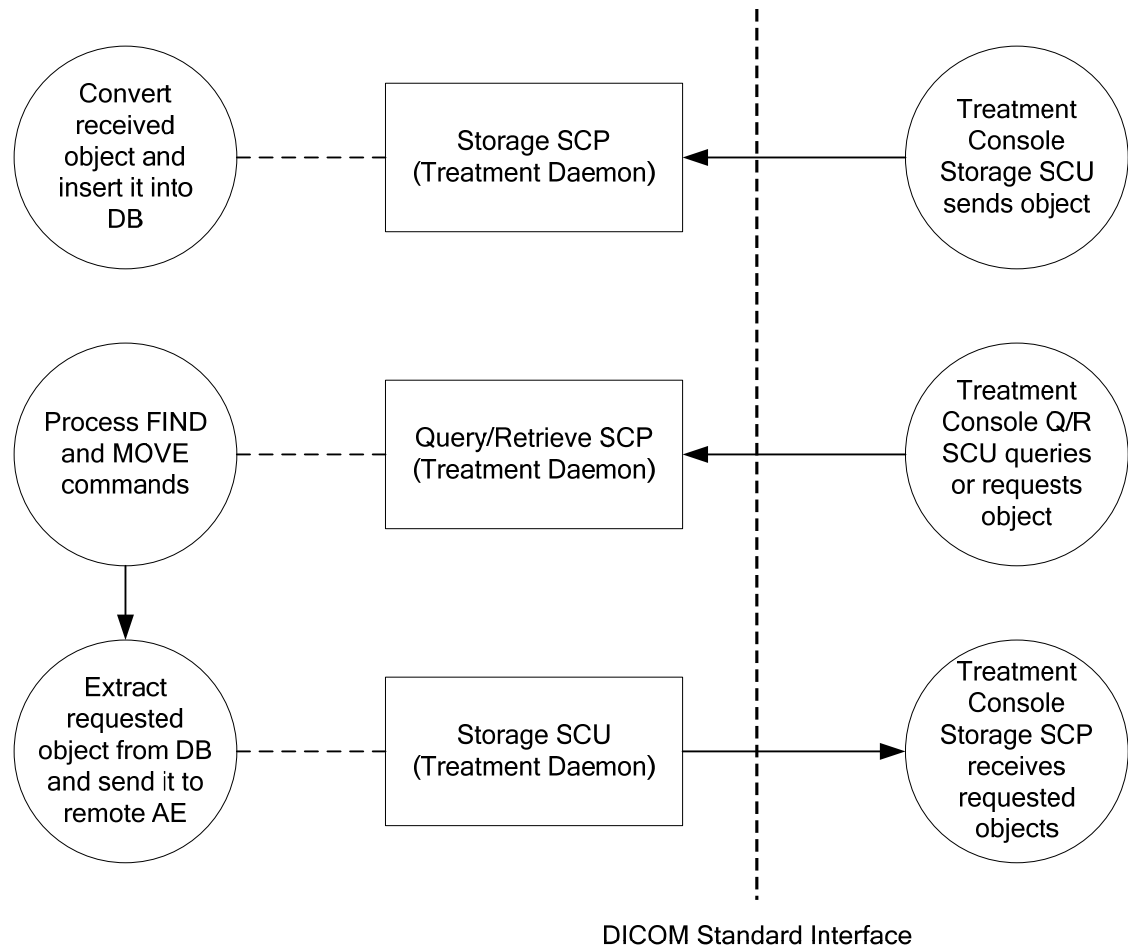 Convert
received
object and
insert it into
DB
Storage SCP
(Treatment Daemon)
Treatment
Console
Storage SCU
sends object
Process FIND
and MOVE
commands
Query/Retrieve SCP
(Treatment Daemon)
Treatment
Console Q/R
SCU queries
or requests
object
Extract
requested
object from DB
and send it to
remote AE
Storage SCU
(Treatment Daemon)
Treatment
Console
Storage SCP
receives
requested
objects
DICOM Standard Interface